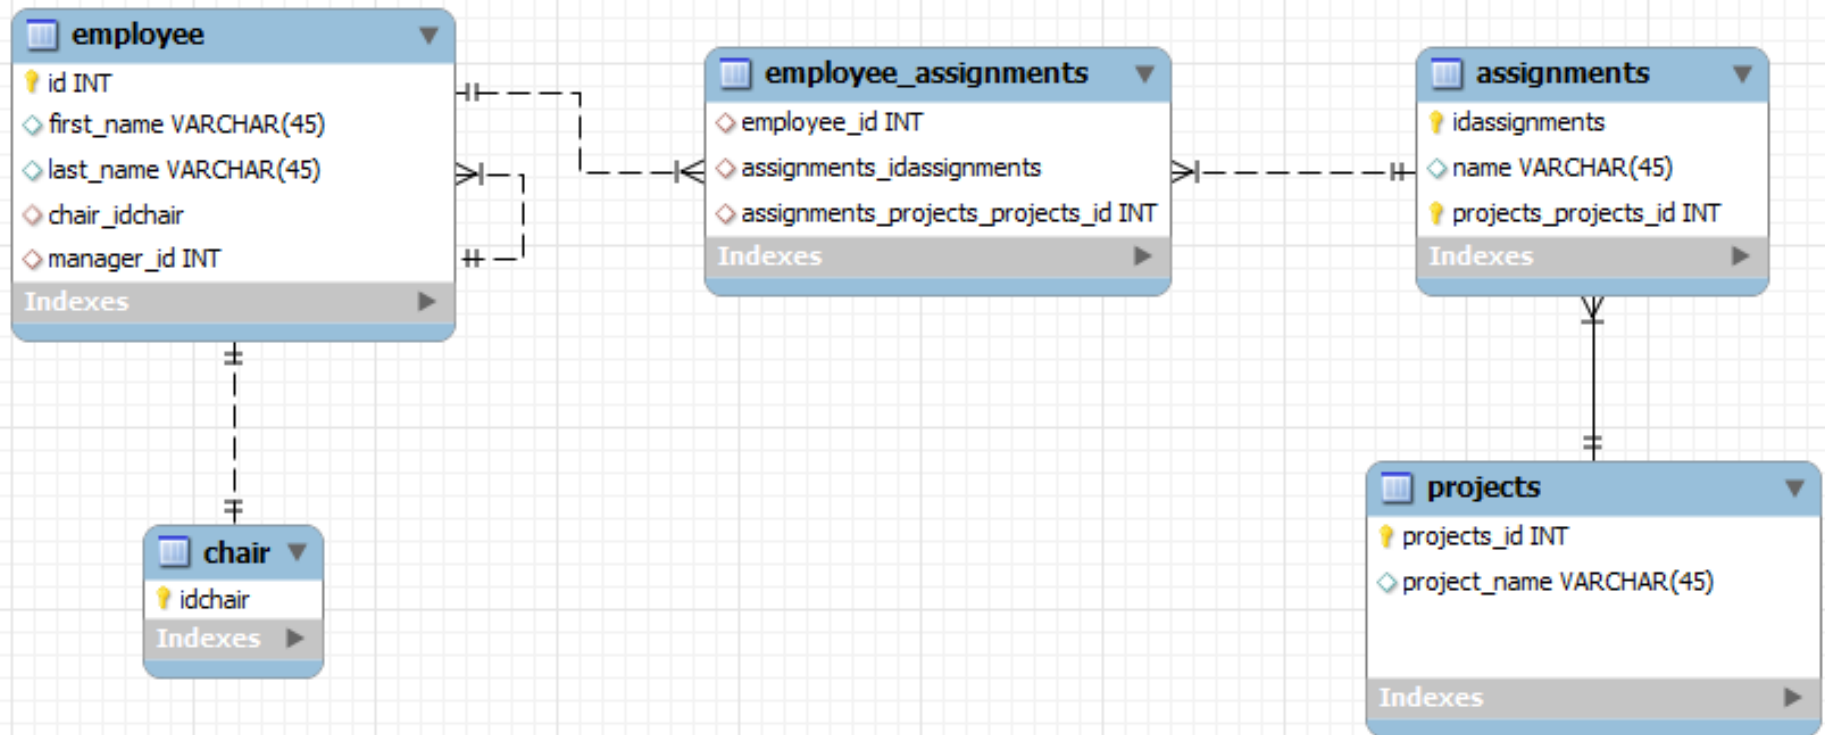 employee
id INT
first_name VARCHAR(45)
last_name VARCHAR(45)
chair_idchair
manager_id INT
Indexes
employee_assignments
employee_id INT
assignments_idassignments
assignments_projects_projects_id INT
Indexes
assignments
idassignments
name VARCHAR(45)
projects_projects_id INT
Indexes
chair
idchair
Indexes
projects
projects_id INT
project_name VARCHAR(45)
Indexes